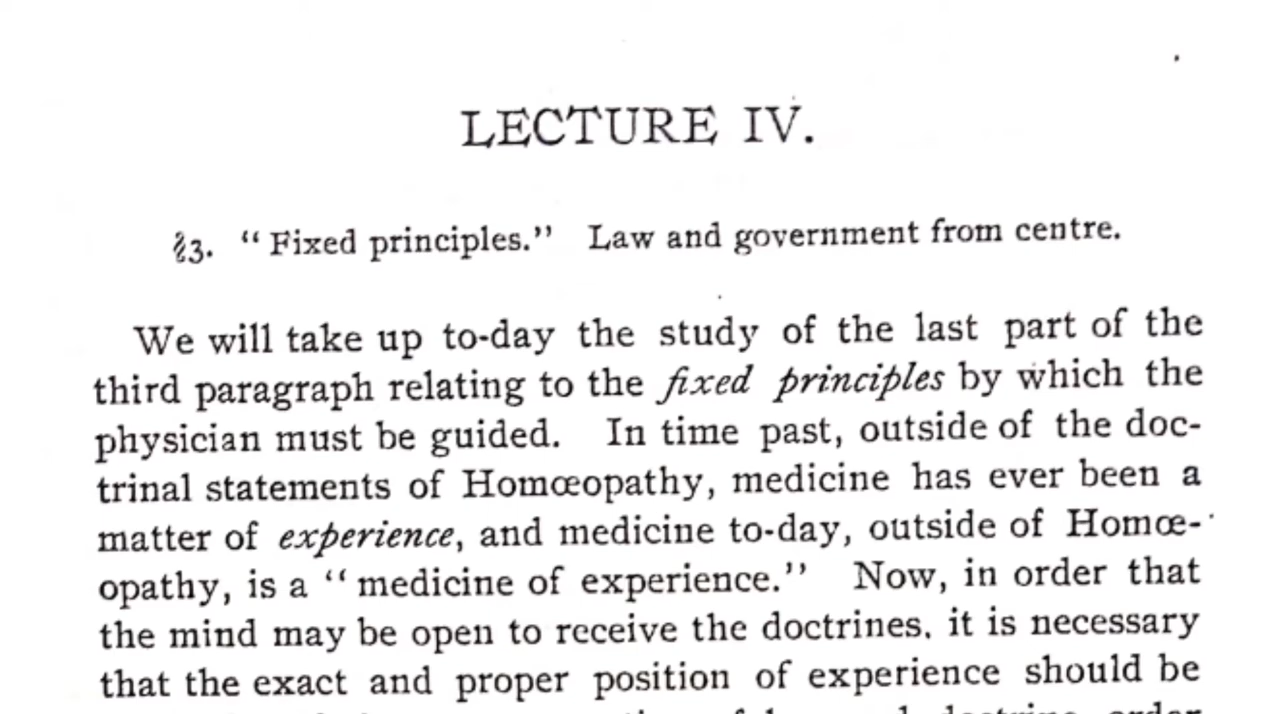 LECTURE IV.
§3. “Fixed principles.” Law and government from centre.
We will take up to-day the study of the last part of the
third paragraph relating to the fixed principles by which the
physician must be guided. In time past, outside of the doc-
trinal statements of Homœopathy, medicine has ever been a
matter of experience, and medicine to-day, outside of Homœ-
opathy, is a “medicine of experience.” Now, in order that
the mind may be open to receive the doctrines, it is necessary
that the exact and proper position of experience should be